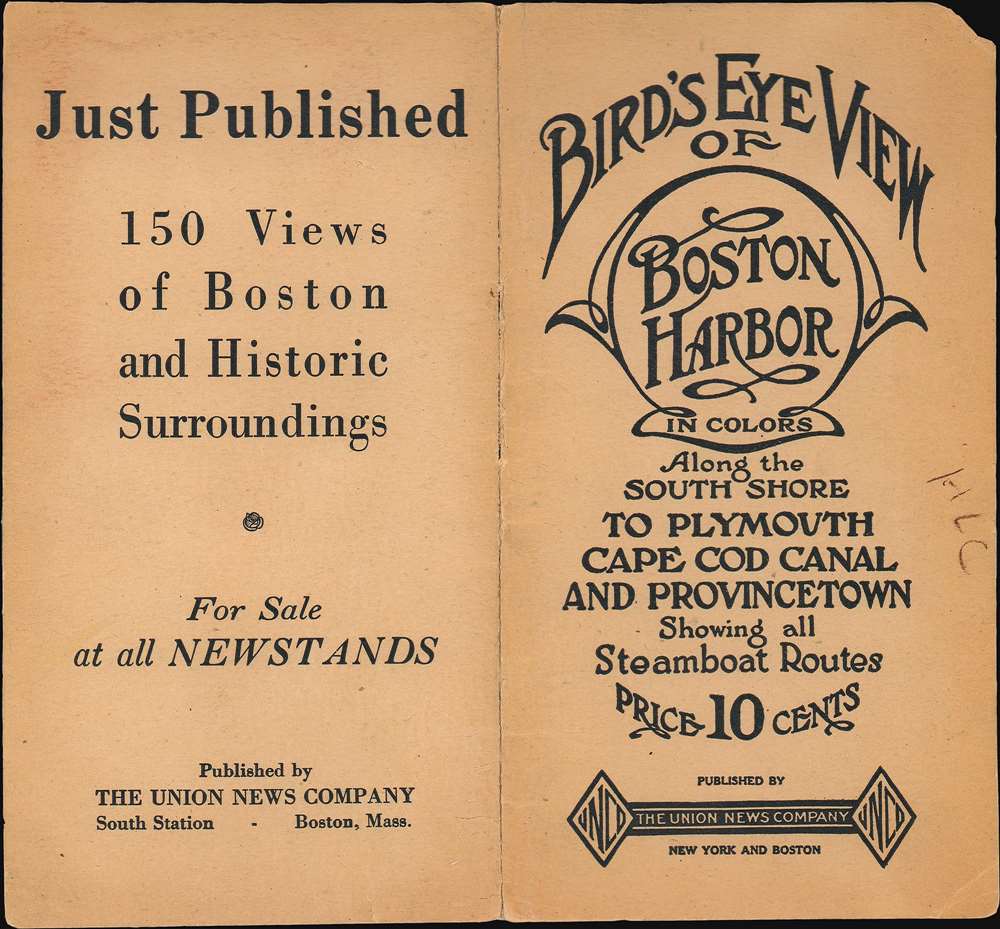 Just Published
150 Views
of Boston
and Historic
Surroundings
For Sale
at all NEWSTANDS
Published by
THE UNION NEWS COMPANY
South Station - Boston, Mass.
BIRD'S EYE VIEW
OF
BOSTON
HARBOR
IN COLORS
Along the
SOUTH SHORE
TO PLYMOUTH
CAPE COD CANAL
AND PROVINCETOWN
Showing all
Steamboat Routes
PRICE 10 CENTS
PUBLISHED BY
UNCO THE UNION NEWS COMPANY UNCO
NEW YORK AND BOSTON